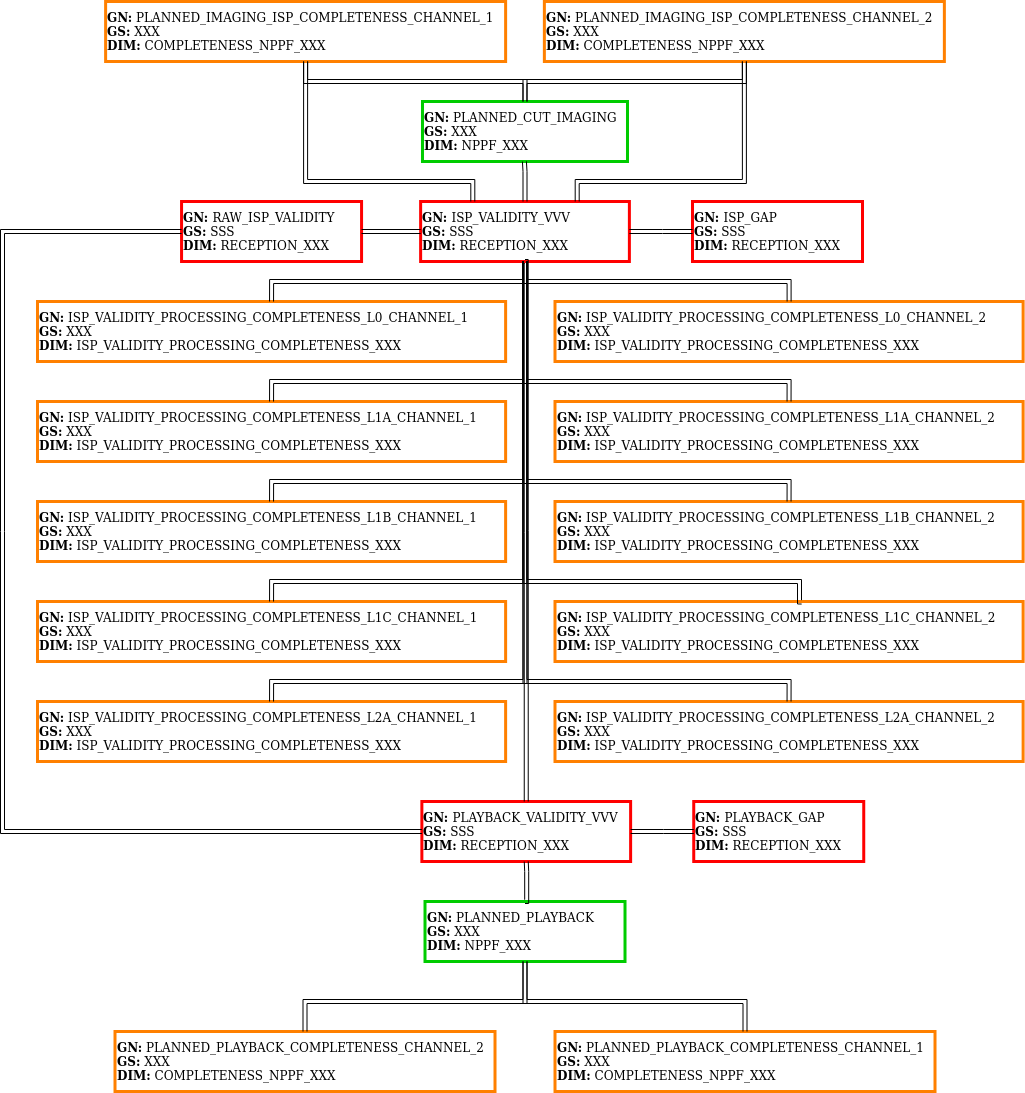 GN: PLANNED_IMAGING_ISP_COMPLETENESS_CHANNEL_1
GS: XXX
DIM: COMPLETENESS_NPPF_XXX
GN: PLANNED_IMAGING_ISP_COMPLETENESS_CHANNEL_2
GS: XXX
DIM: COMPLETENESS_NPPF_XXX
GN: PLANNED_CUT_IMAGING
GS: XXX
DIM: NPPF_XXX
GN: RAW_ISP_VALIDITY
GS: SSS
DIM: RECEPTION_XXX
GN: ISP_VALIDITY_VVV
GS: SSS
DIM: RECEPTION_XXX
GN: ISP_GAP
GS: SSS
DIM: RECEPTION_XXX
GN: ISP_VALIDITY_PROCESSING_COMPLETENESS_L0_CHANNEL_1
GS: XXX
DIM: ISP_VALIDITY_PROCESSING_COMPLETENESS_XXX
GN: ISP_VALIDITY_PROCESSING_COMPLETENESS_L0_CHANNEL_2
GS: XXX
DIM: ISP_VALIDITY_PROCESSING_COMPLETENESS_XXX
GN: ISP_VALIDITY_PROCESSING_COMPLETENESS_L1A_CHANNEL_1
GS: XXX
DIM: ISP_VALIDITY_PROCESSING_COMPLETENESS_XXX
GN: ISP_VALIDITY_PROCESSING_COMPLETENESS_L1A_CHANNEL_2
GS: XXX
DIM: ISP_VALIDITY_PROCESSING_COMPLETENESS_XXX
GN: ISP_VALIDITY_PROCESSING_COMPLETENESS_L1B_CHANNEL_1
GS: XXX
DIM: ISP_VALIDITY_PROCESSING_COMPLETENESS_XXX
GN: ISP_VALIDITY_PROCESSING_COMPLETENESS_L1B_CHANNEL_2
GS: XXX
DIM: ISP_VALIDITY_PROCESSING_COMPLETENESS_XXX
GN: ISP_VALIDITY_PROCESSING_COMPLETENESS_L1C_CHANNEL_1
GS: XXX
DIM: ISP_VALIDITY_PROCESSING_COMPLETENESS_XXX
GN: ISP_VALIDITY_PROCESSING_COMPLETENESS_L1C_CHANNEL_2
GS: XXX
DIM: ISP_VALIDITY_PROCESSING_COMPLETENESS_XXX
GN: ISP_VALIDITY_PROCESSING_COMPLETENESS_L2A_CHANNEL_1
GS: XXX
DIM: ISP_VALIDITY_PROCESSING_COMPLETENESS_XXX
GN: ISP_VALIDITY_PROCESSING_COMPLETENESS_L2A_CHANNEL_2
GS: XXX
DIM: ISP_VALIDITY_PROCESSING_COMPLETENESS_XXX
GN: PLAYBACK_VALIDITY_VVV
GS: SSS
DIM: RECEPTION_XXX
GN: PLAYBACK_GAP
GS: SSS
DIM: RECEPTION_XXX
GN: PLANNED_PLAYBACK
GS: XXX
DIM: NPPF_XXX
GN: PLANNED_PLAYBACK_COMPLETENESS_CHANNEL_2
GS: XXX
DIM: COMPLETENESS_NPPF_XXX
GN: PLANNED_PLAYBACK_COMPLETENESS_CHANNEL_1
GS: XXX
DIM: COMPLETENESS_NPPF_XXX